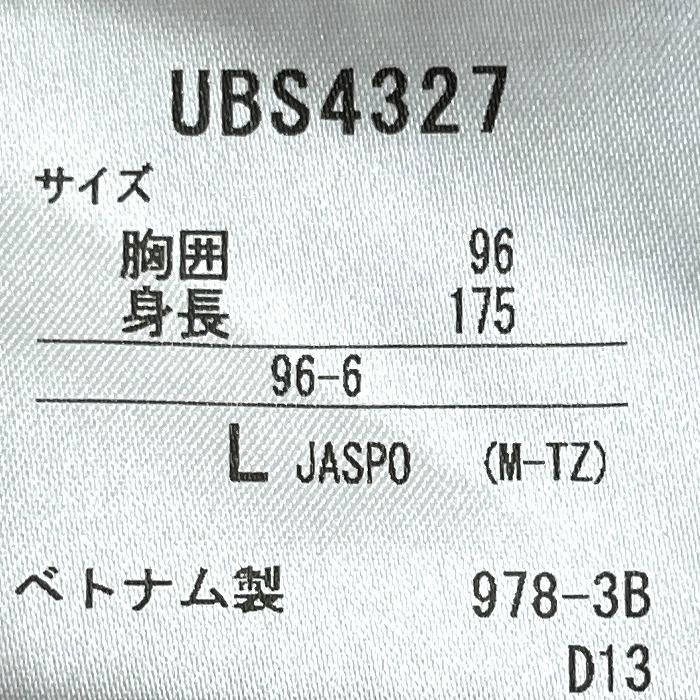 UBS4327
サイズ
胸囲 96
身長 175
96-6
L JASPO (M-TZ)
ベトナム製 978-3B
D13